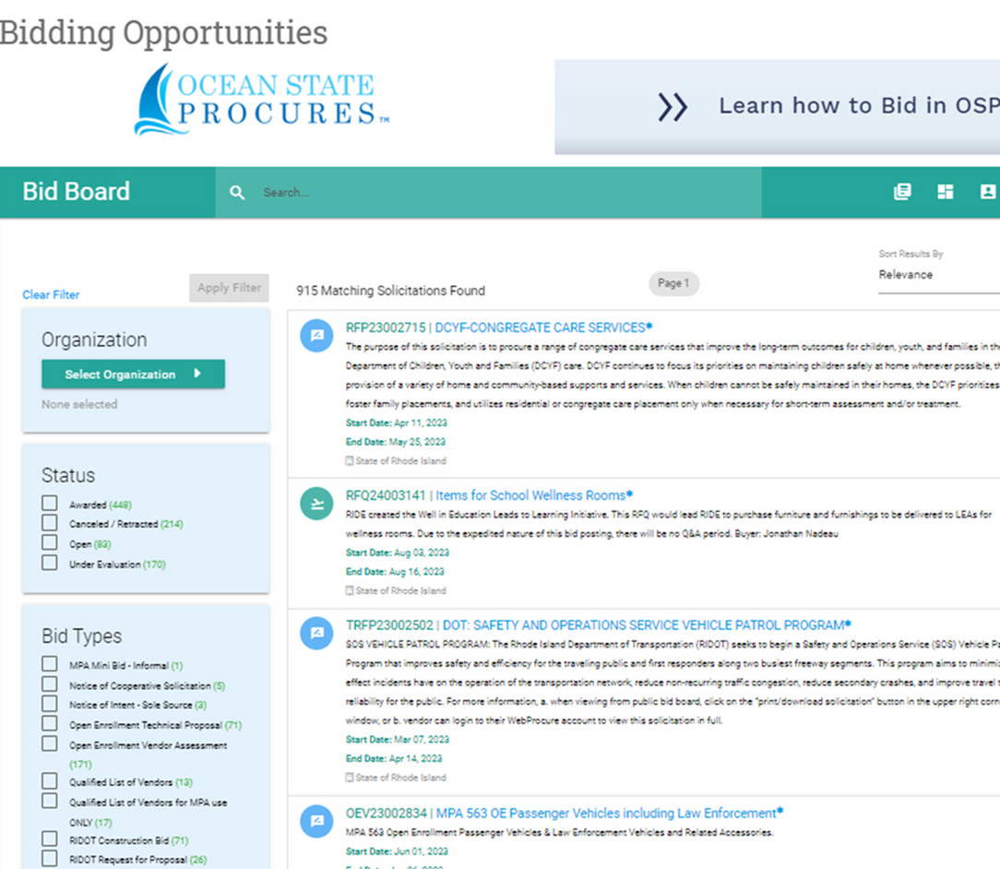 Bidding Opportunities
OCEAN STATE
PROCURES™
Learn how to Bid in OSP
Bid Board
Search...
Sort Results By
Relevance
Clear Filter
Apply Filter
915 Matching Solicitations Found
Page 1
Organization
Select Organization
None selected
Status
Awarded (448)
Canceled / Retracted (214)
Open (83)
Under Evaluation (170)
Bid Types
MPA Mini Bid - Informal (1)
Notice of Cooperative Solicitation (5)
Notice of Intent - Sole Source (3)
Open Enrollment Technical Proposal (71)
Open Enrollment Vendor Assessment
(171)
Qualified List of Vendors (13)
Qualified List of Vendors for MPA use
ONLY (17)
RIDOT Construction Bid (71)
RIDOT Request for Proposal (26)
RFP23002715 | DCYF-CONGREGATE CARE SERVICES*
The purpose of this solicitation is to procure a range of congregate care services that improve the long-term outcomes for children, youth, and families in the
Department of Children, Youth and Families (DCYF) care. DCYF continues to focus its priorities on maintaining children safely at home whenever possible, th
provision of a variety of home and community-based supports and services. When children cannot be safely maintained in their homes, the DCYF prioritizes
foster family placements, and utilizes residential or congregate care placement only when necessary for short-term assessment and/or treatment.
Start Date: Apr 11, 2023
End Date: May 25, 2023
State of Rhode Island
RFQ24003141 | Items for School Wellness Rooms*
RIDE created the Well in Education Leads to Learning Initiative. This RFQ would lead RIDE to purchase furniture and furnishings to be delivered to LEAs for
wellness rooms. Due to the expedited nature of this bid posting, there will be no Q&A period. Buyer: Jonathan Nadeau
Start Date: Aug 03, 2023
End Date: Aug 16, 2023
State of Rhode Island
TRFP23002502 | DOT: SAFETY AND OPERATIONS SERVICE VEHICLE PATROL PROGRAM*
SOS VEHICLE PATROL PROGRAM: The Rhode Island Department of Transportation (RIDOT) seeks to begin a Safety and Operations Service (SOS) Vehicle Pa
Program that improves safety and efficiency for the traveling public and first responders along two busiest freeway segments. This program aims to minimiz
effect incidents have on the operation of the transportation network, reduce non-recurring traffic congestion, reduce secondary crashes, and improve travel t
reliability for the public. For more information, a. when viewing from public bid board, click on the "print/download solicitation" button in the upper right corn
window, or b. vendor can login to their WebProcure account to view this solicitation in full.
Start Date: Mar 07, 2023
End Date: Apr 14, 2023
State of Rhode Island
OEV23002834 | MPA 563 OE Passenger Vehicles including Law Enforcement*
MPA 563 Open Enrollment Passenger Vehicles & Law Enforcement Vehicles and Related Accessories.
Start Date: Jun 01, 2023